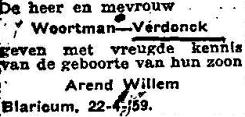 De heer en mevrouw
Woortman—Verdonck
geven met vreugde kennis
van de geboorte van hun zoon
Arend Willem
Blaricum, 22-4-'59.